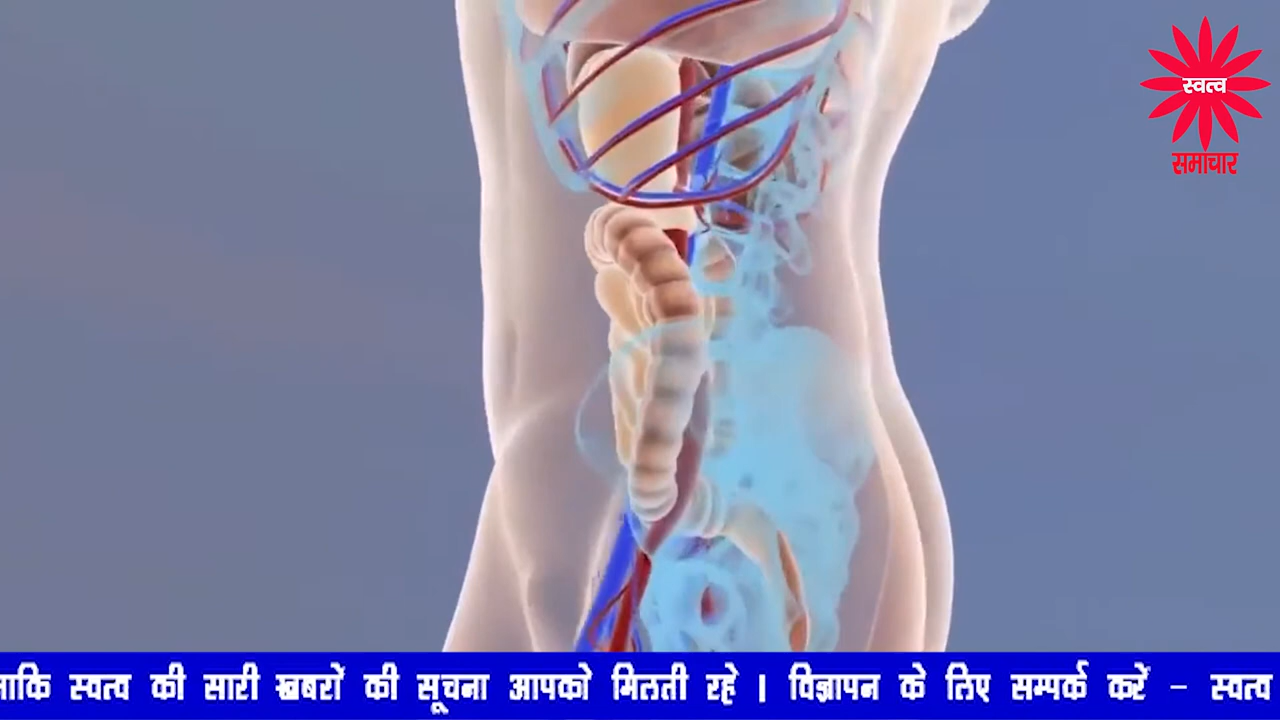 स्वत्व
समाचार
स्वत्व की सारी खबरों की सूचना आपको मिलती रहे । विज्ञापन के लिए सम्पर्क करें - स्वत्व